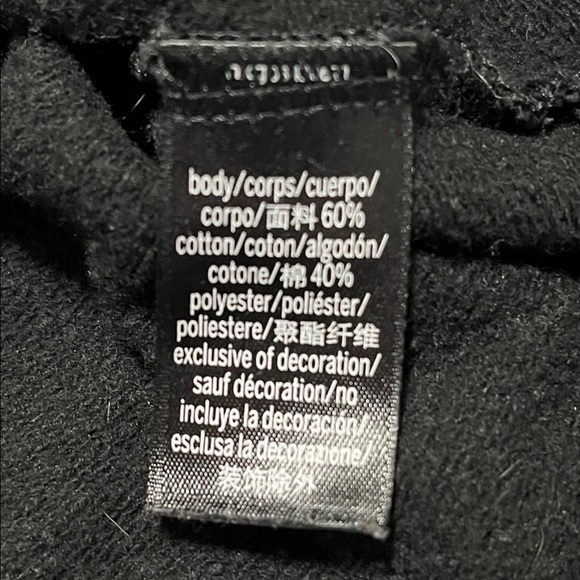 body/corps/cuerpo/
corpo/面料 60%
cotton/coton/algodón/
cotone/棉 40%
polyester/poliéster/
poliestere/聚酯纤维
exclusive of decoration/
sauf décoration/no
incluye la decoración/
esclusa la decorazione/
装饰除外